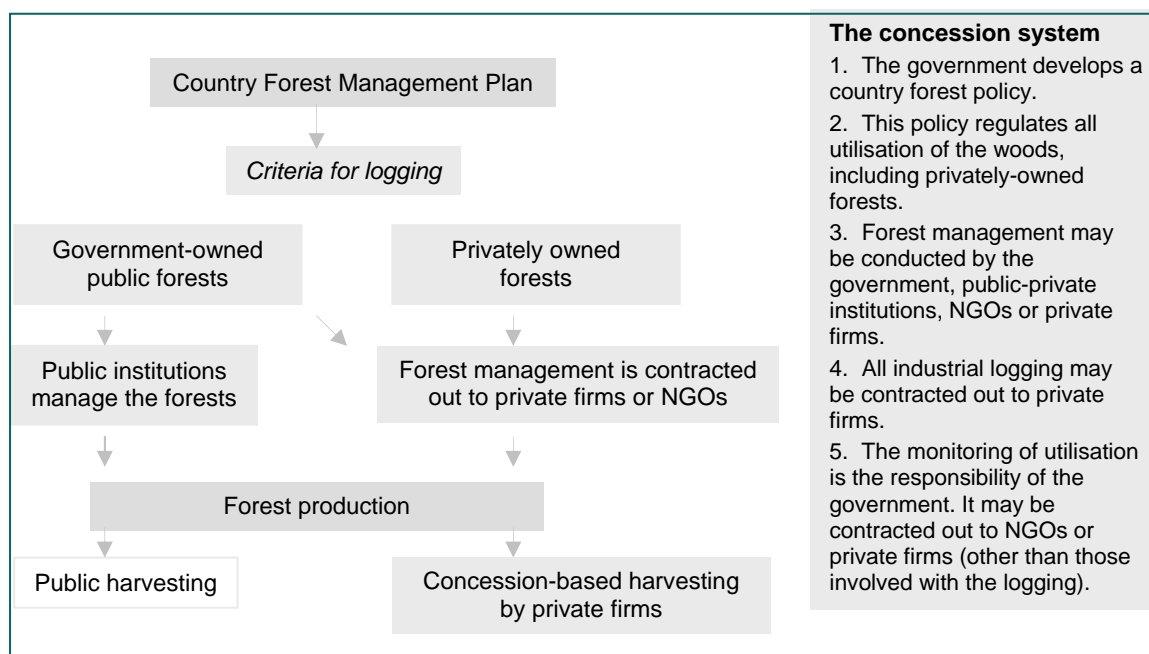 Country Forest Management Plan
Criteria for logging
Government-owned
public forests
Privately owned
forests
Public institutions
manage the forests
Forest management is contracted
out to private firms or NGOs
Forest production
Public harvesting
Concession-based harvesting
by private firms
The concession system
1. The government develops a
country forest policy.
2. This policy regulates all
utilisation of the woods,
including privately-owned
forests.
3. Forest management may
be conducted by the
government, public-private
institutions, NGOs or private
firms.
4. All industrial logging may
be contracted out to private
firms.
5. The monitoring of utilisation
is the responsibility of the
government. It may be
contracted out to NGOs or
private firms (other than those
involved with the logging).